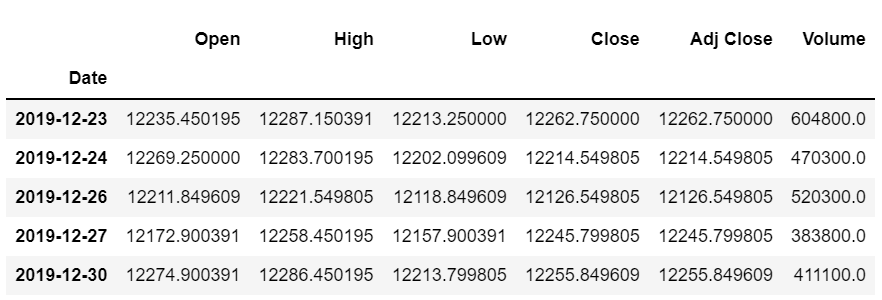 Open High Low Close Adj Close Volume
Date
2019-12-23 12235.450195 12287.150391 12213.250000 12262.750000 12262.750000 604800.0
2019-12-24 12269.250000 12283.700195 12202.099609 12214.549805 12214.549805 470300.0
2019-12-26 12211.849609 12221.549805 12118.849609 12126.549805 12126.549805 520300.0
2019-12-27 12172.900391 12258.450195 12157.900391 12245.799805 12245.799805 383800.0
2019-12-30 12274.900391 12286.450195 12213.799805 12255.849609 12255.849609 411100.0